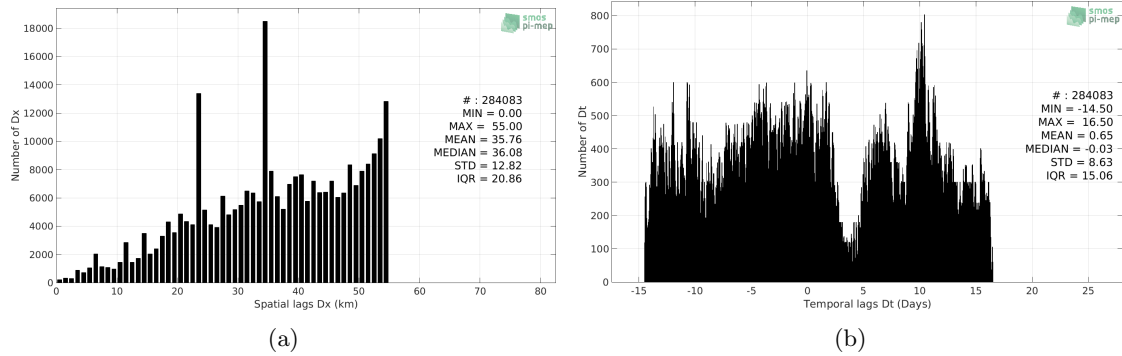 smos
pi-mep
18000
16000
14000
12000
10000
8000
6000
4000
2000
0
Number of Dx
# : 284083
MIN = 0.00
MAX = 55.00
MEAN = 35.76
MEDIAN = 36.08
STD = 12.82
IQR = 20.86
0 10 20 30 40 50 60 70 80
Spatial lags Dx (km)
(a)
smos
pi-mep
800
700
600
500
400
300
200
100
0
Number of Dt
# : 284083
MIN = -14.50
MAX = 16.50
MEAN = 0.65
MEDIAN = -0.03
STD = 8.63
IQR = 15.06
-15 -10 -5 0 5 10 15 20 25
Temporal lags Dt (Days)
(b)